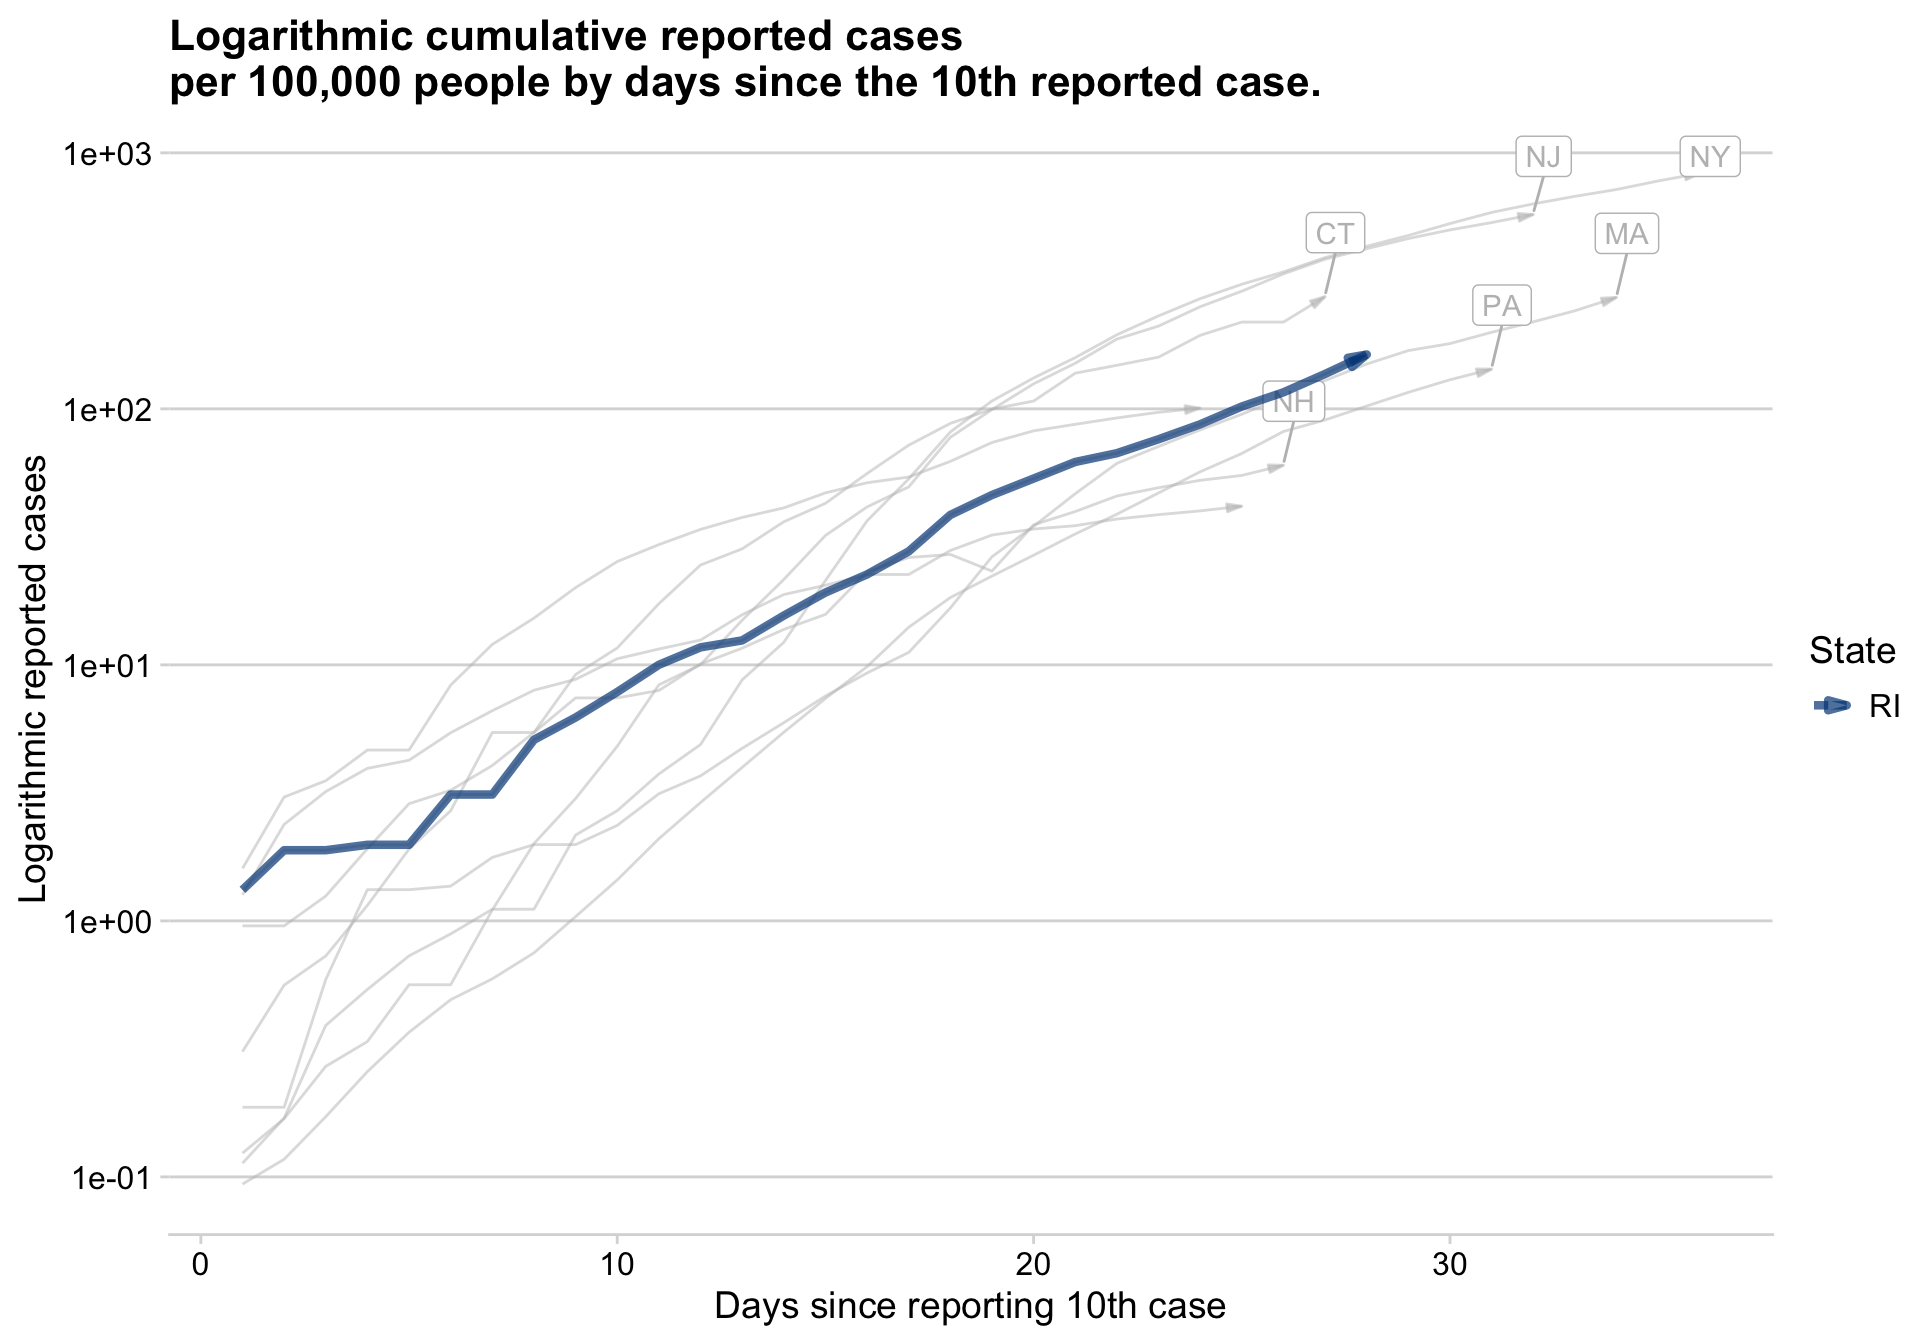 Logarithmic cumulative reported cases
per 100,000 people by days since the 10th reported case.
1e+03
NJ
NY
CT
MA
PA
1e+02
NH
1e+01
1e+00
1e-01
Logarithmic reported cases
State
RI
0
10
20
30
Days since reporting 10th case